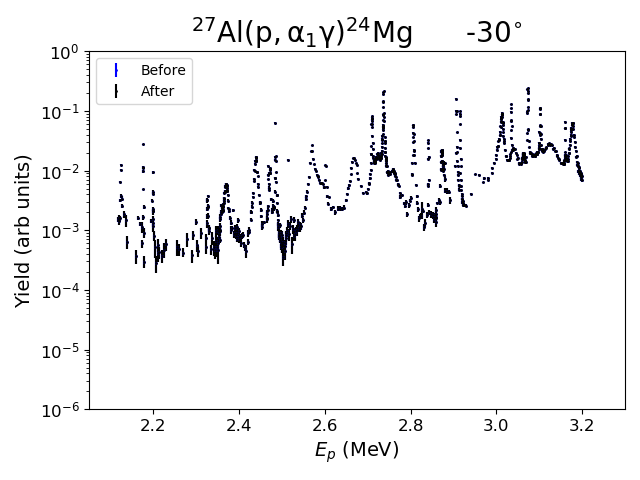 ²⁷Al(p, α₁γ)²⁴Mg -30°
Before
After
Yield (arb units)
10⁰
10⁻¹
10⁻²
10⁻³
10⁻⁴
10⁻⁵
10⁻⁶
2.2 2.4 2.6 2.8 3.0 3.2
Eₚ (MeV)